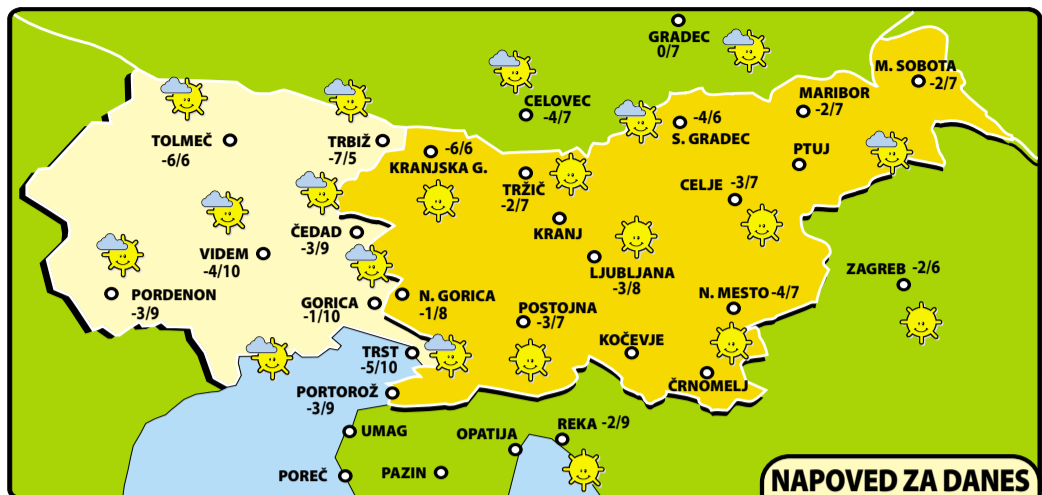 GRADEC
0/7
M. SOBOTA
-2/7
MARIBOR
-2/7
CELOVEC
-4/7
-4/6
S. GRADEC
TOLMEČ
-6/6
TRBIŽ
-7/5
-6/6
KRANJSKA G.
PTUJ
TRŽIČ
-2/7
CELJE -3/7
KRANJ
ČEDAD
-3/9
VIDEM
-4/10
LJUBLJANA
-3/8
ZAGREB -2/6
PORDENON
-3/9
GORICA
-1/10
N. GORICA
-1/8
N. MESTO -4/7
POSTOJNA
-3/7
KOČEVJE
TRST
-5/10
ČRNOMELJ
PORTOROŽ
-3/9
REKA -2/9
UMAG
OPATIJA
POREČ
PAZIN
NAPOVED ZA DANES